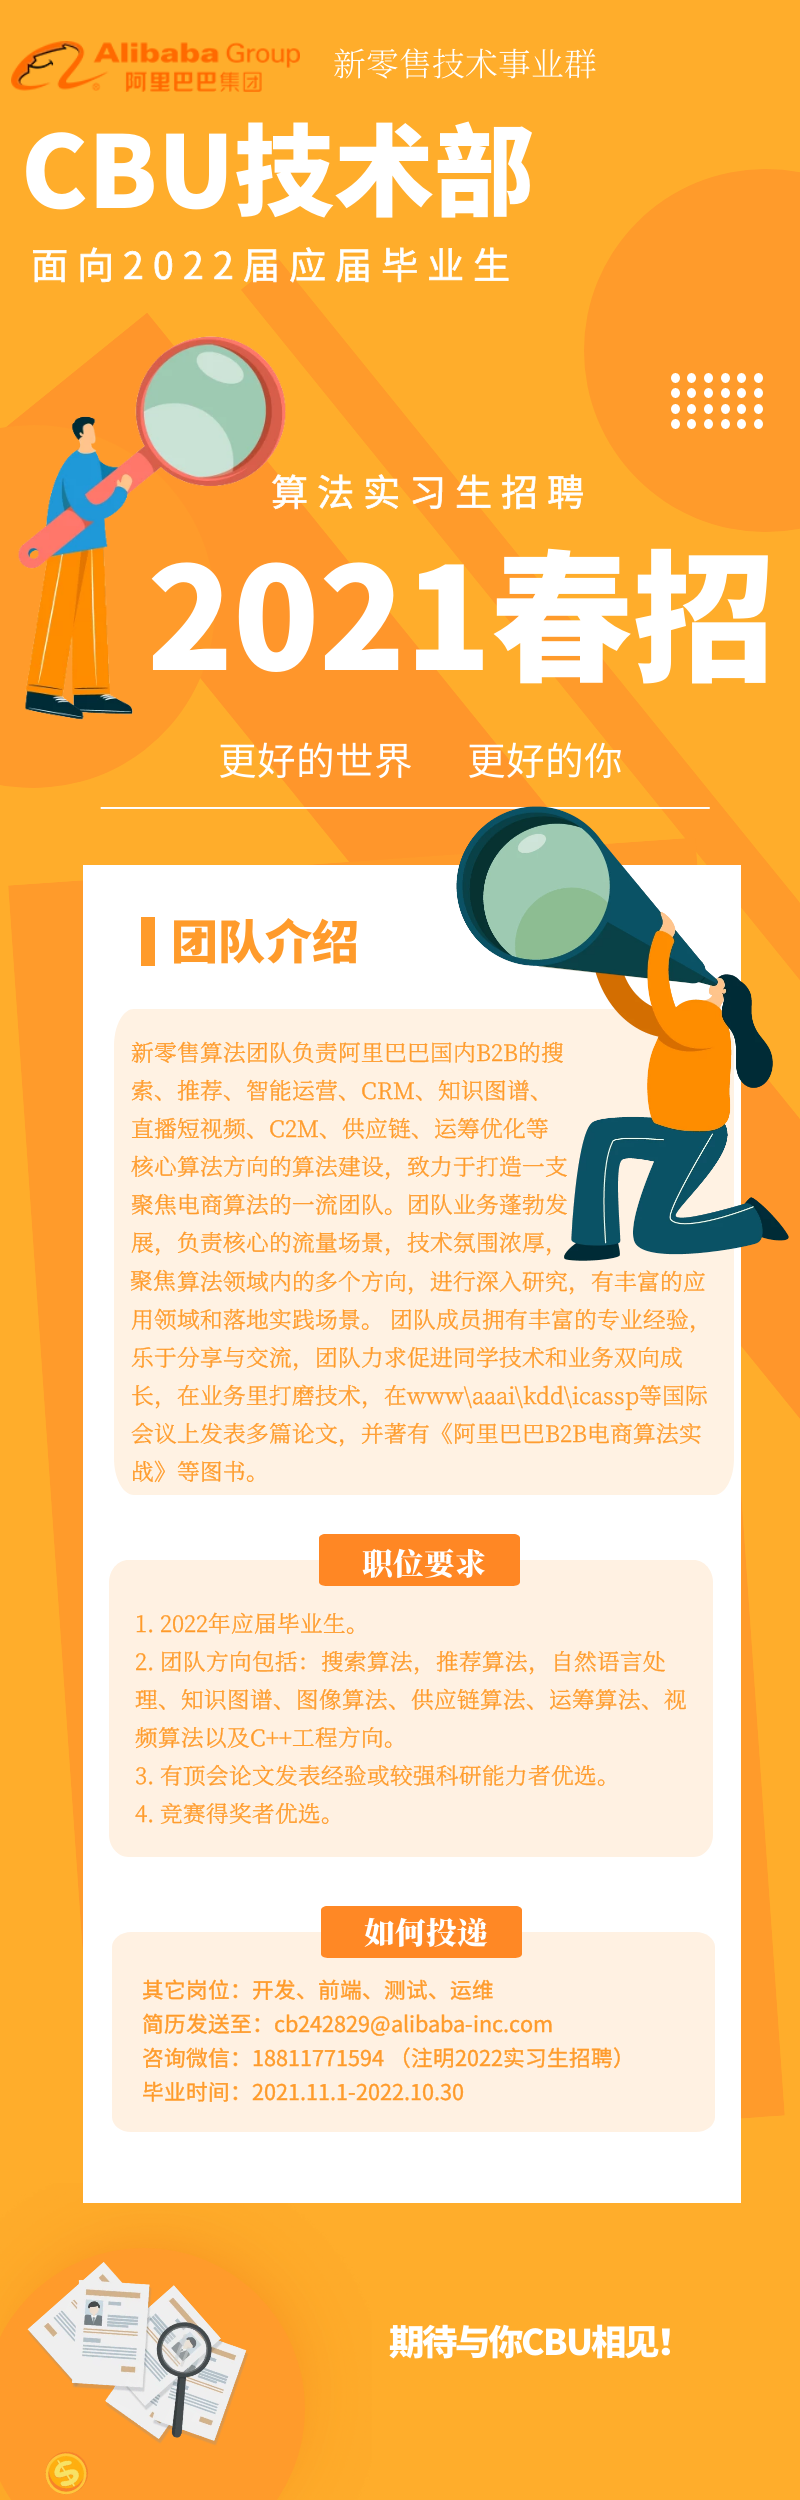 Alibaba Group
阿里巴巴集团
新零售技术事业群
CBU技术部
面向2022届应届毕业生
算法实习生招聘
2021春招
更好的世界 更好的你
团队介绍
新零售算法团队负责阿里巴巴国内B2B的搜
索、推荐、智能运营、CRM、知识图谱、
直播短视频、C2M、供应链、运筹优化等
核心算法方向的算法建设，致力于打造一支
聚焦电商算法的一流团队。团队业务蓬勃发
展，负责核心的流量场景，技术氛围浓厚，
聚焦算法领域内的多个方向，进行深入研究，有丰富的应
用领域和落地实践场景。 团队成员拥有丰富的专业经验，
乐于分享与交流，团队力求促进同学技术和业务双向成
长，在业务里打磨技术，在www\aaai\kdd\icassp等国际
会议上发表多篇论文，并著有《阿里巴巴B2B电商算法实
战》等图书。
职位要求
1. 2022年应届毕业生。
2. 团队方向包括：搜索算法，推荐算法，自然语言处
理、知识图谱、图像算法、供应链算法、运筹算法、视
频算法以及C++工程方向。
3. 有顶会论文发表经验或较强科研能力者优选。
4. 竞赛得奖者优选。
如何投递
其它岗位：开发、前端、测试、运维
简历发送至：cb242829@alibaba-inc.com
咨询微信：18811771594 （注明2022实习生招聘）
毕业时间：2021.11.1-2022.10.30
期待与你CBU相见!